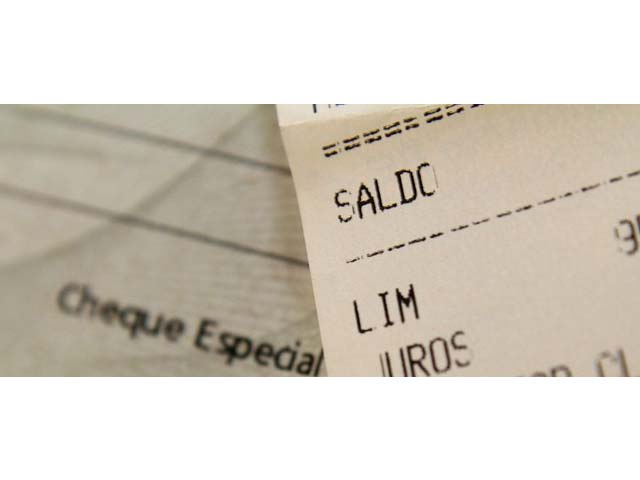 SALDO
LIM
JUROS
Cheque Especial